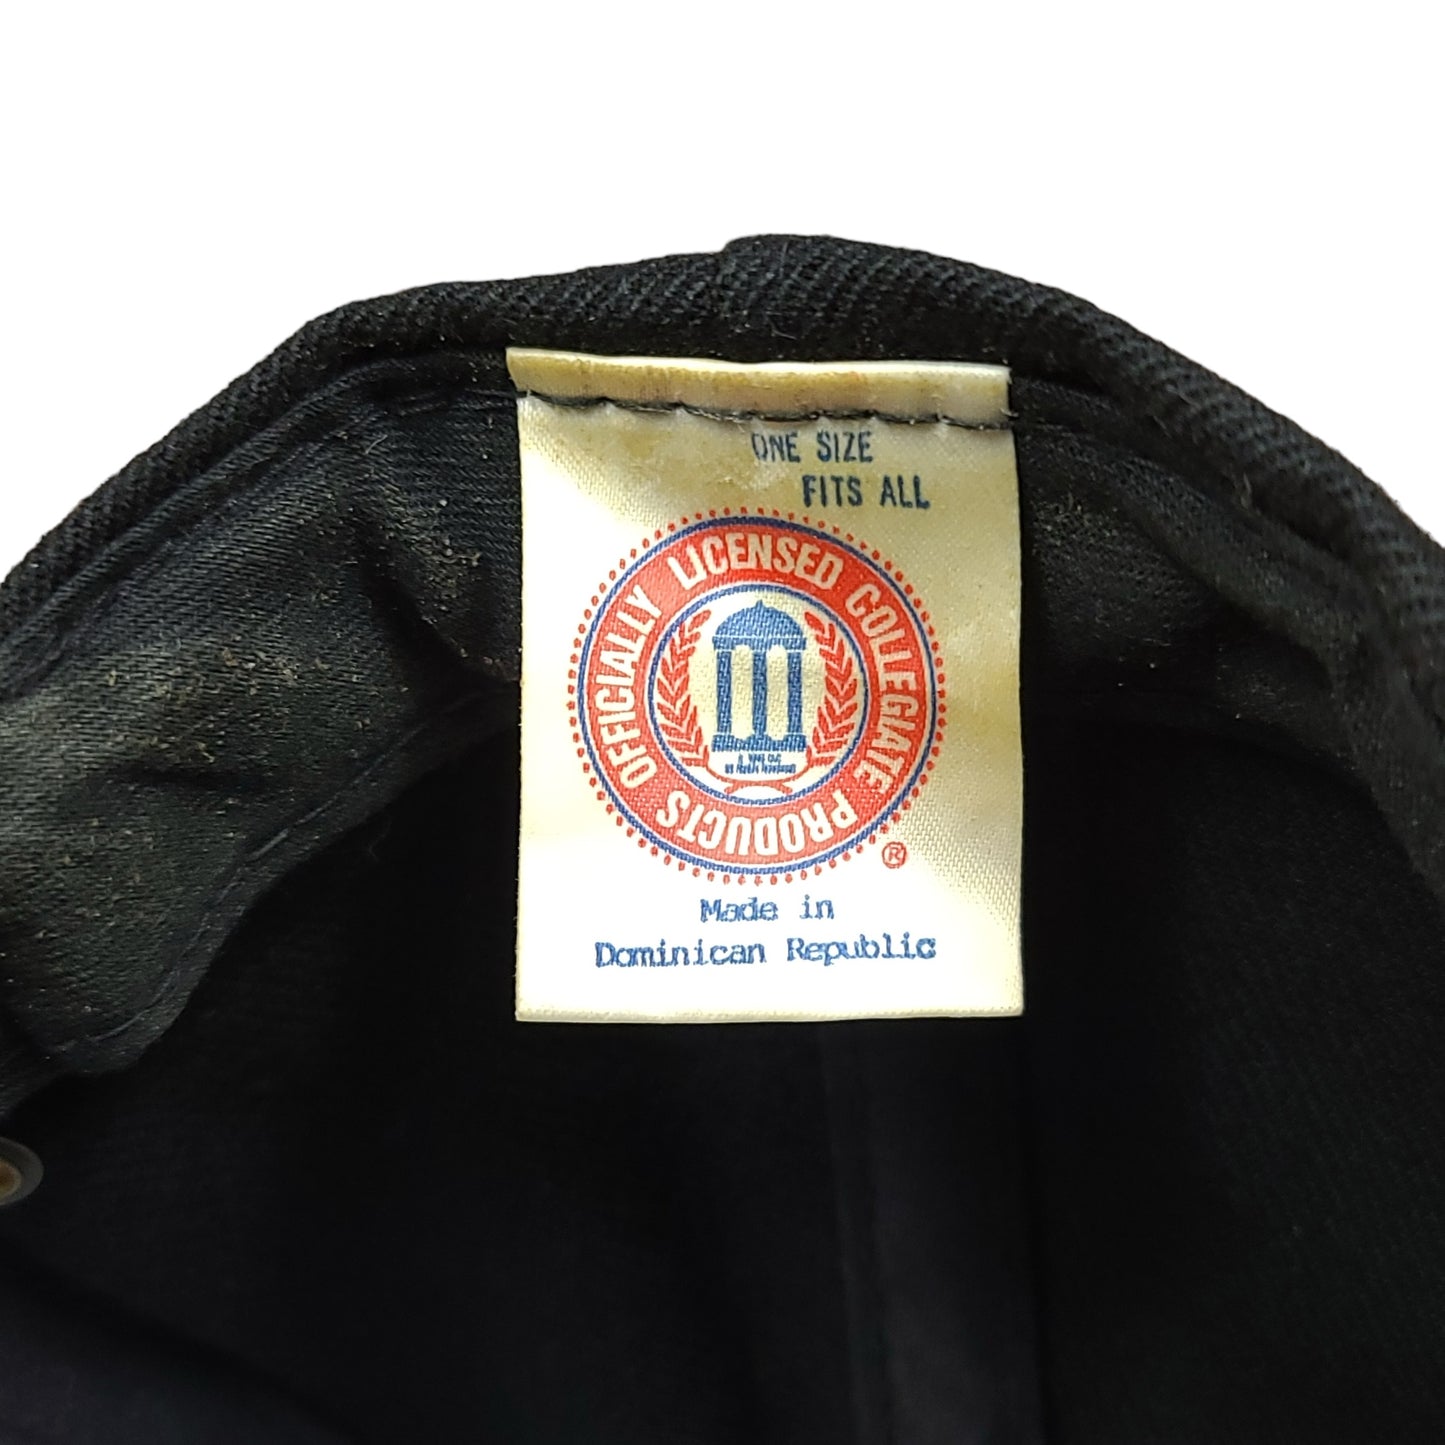 ONE SIZE
FITS ALL
OFFICIALLY LICENSED COLLEGIATE PRODUCTS
®
Made in
Dominican Republic